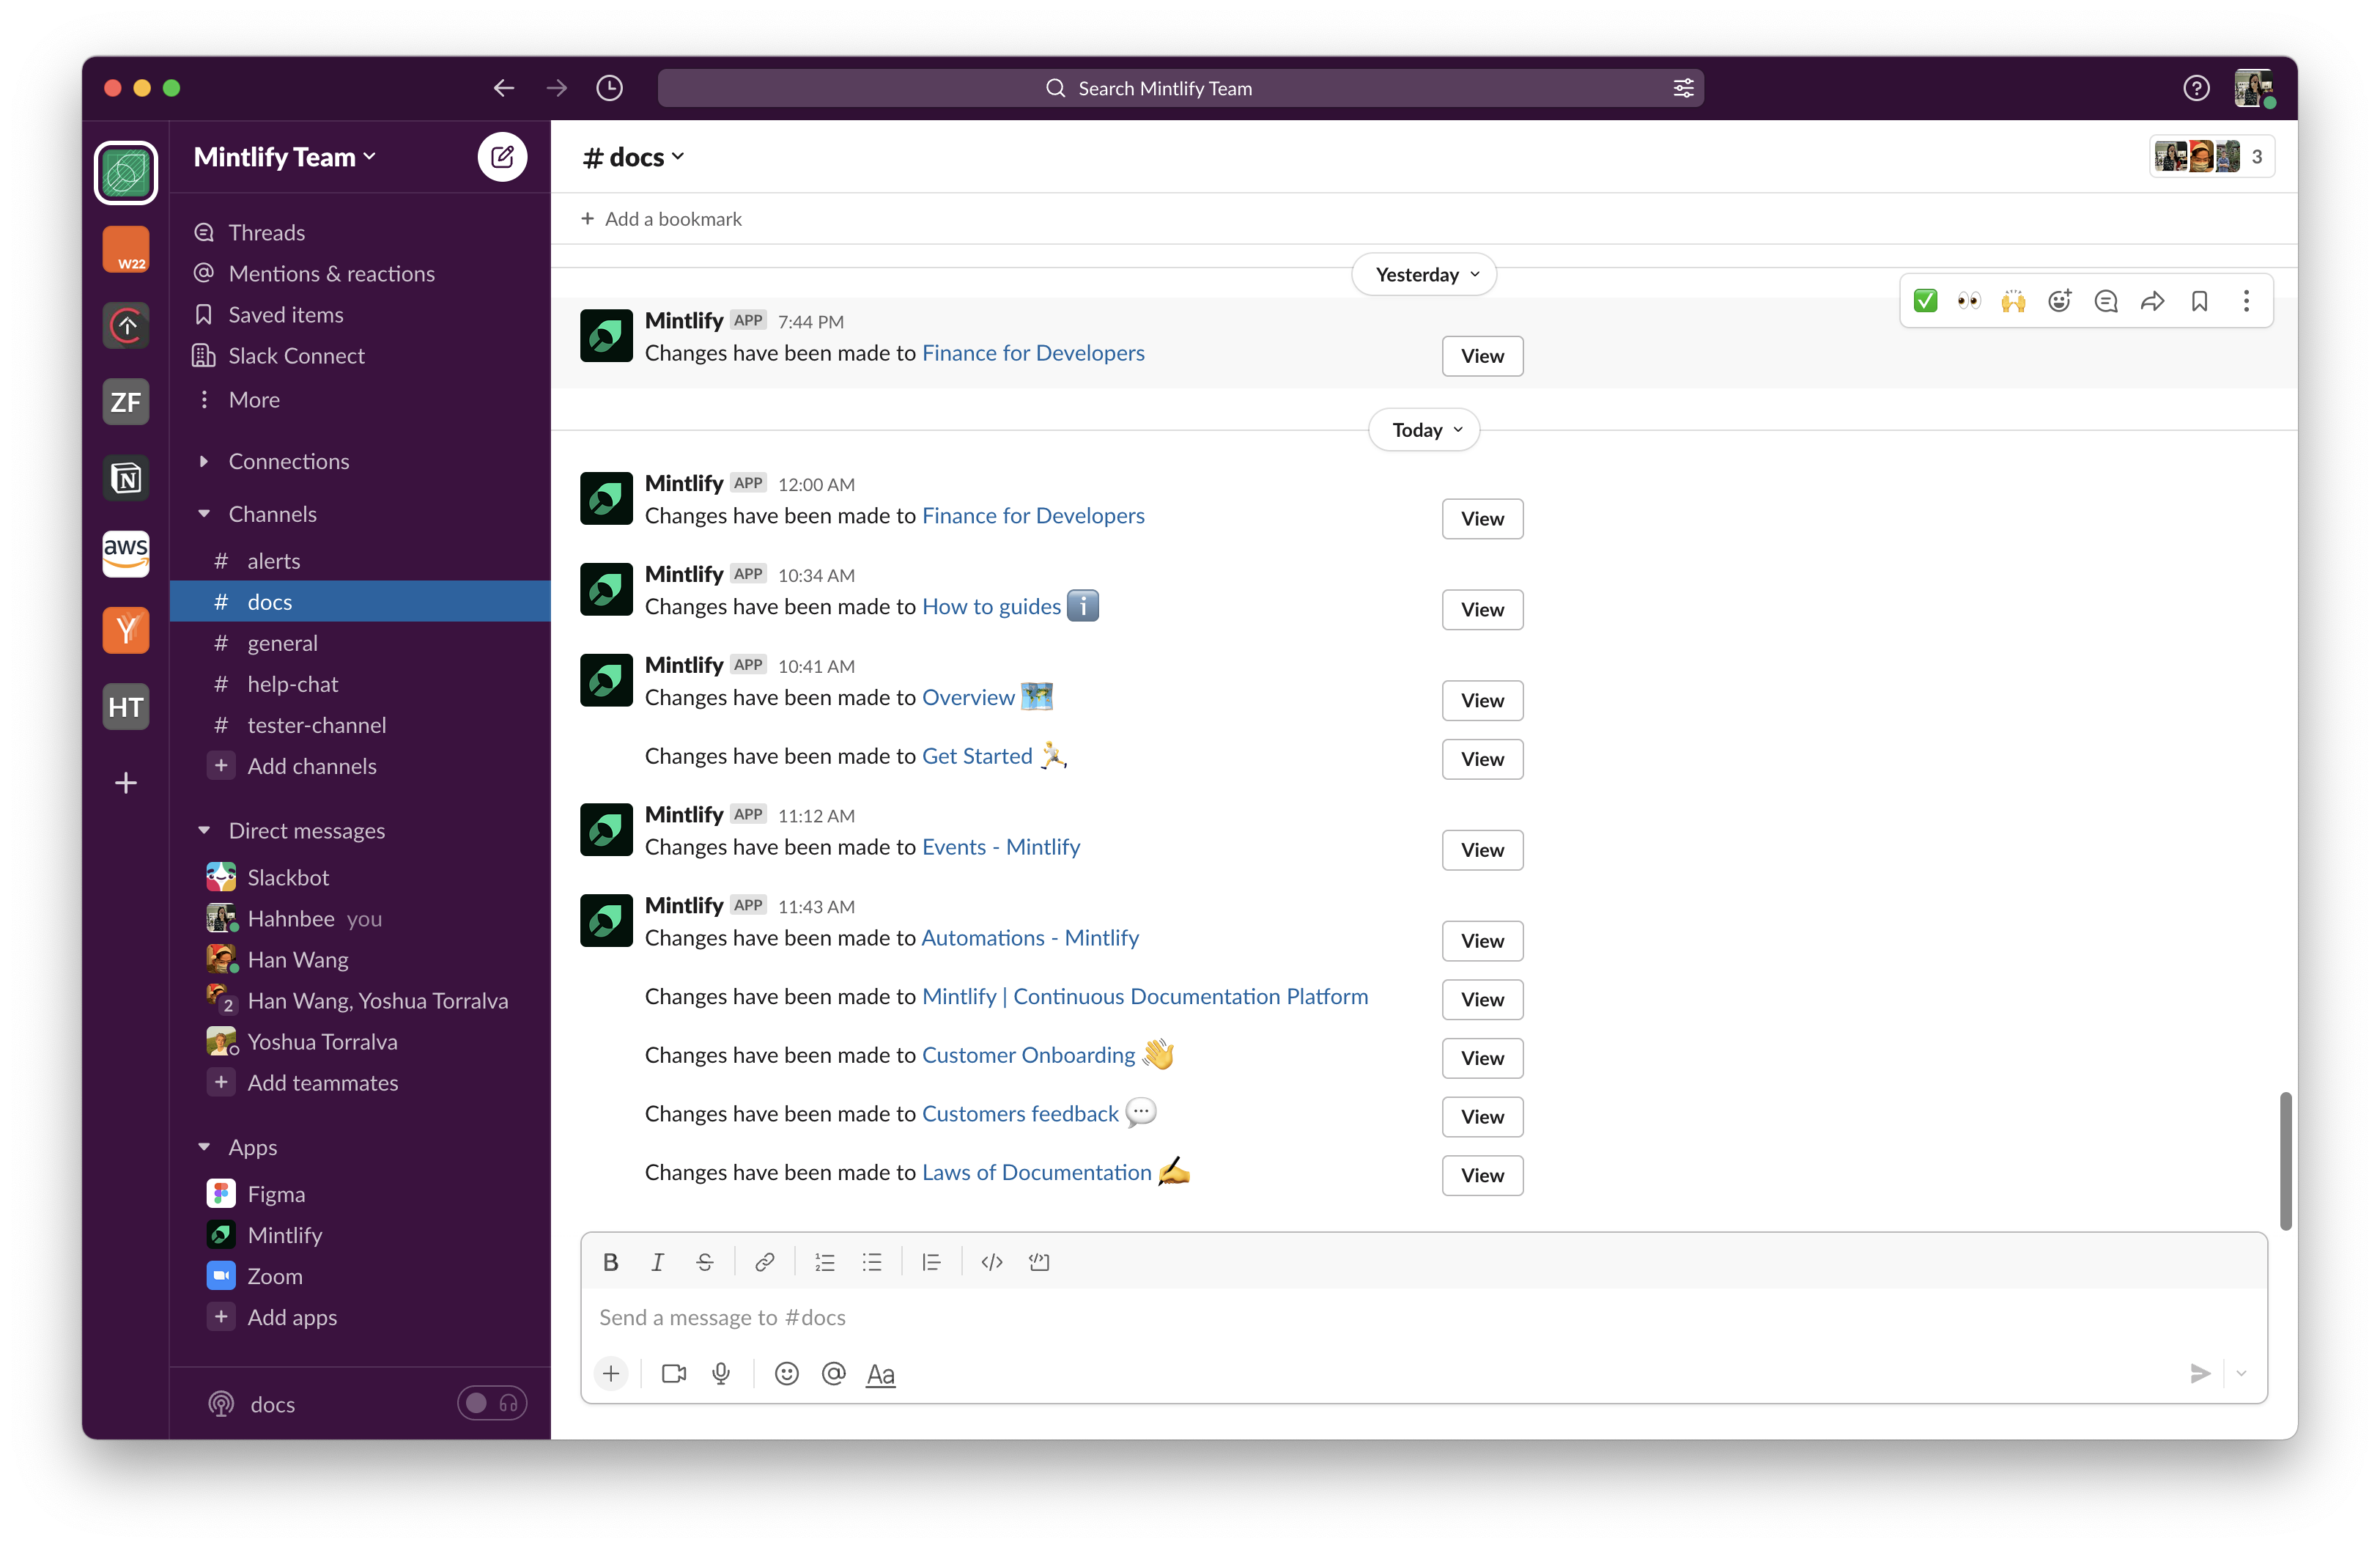 Search Mintlify Team
Mintlify Team
W22
ZF
N
aws
Y
HT
Threads
Mentions & reactions
Saved items
Slack Connect
More
Connections
Channels
# alerts
# docs
# general
# help-chat
# tester-channel
+ Add channels
Direct messages
Slackbot
Hahnbee you
Han Wang
2 Han Wang, Yoshua Torralva
Yoshua Torralva
+ Add teammates
Apps
Figma
Mintlify
Zoom
+ Add apps
docs
# docs
3
+ Add a bookmark
Yesterday
Mintlify APP 7:44 PM
Changes have been made to Finance for Developers
View
Today
Mintlify APP 12:00 AM
Changes have been made to Finance for Developers
View
Mintlify APP 10:34 AM
Changes have been made to How to guides ℹ️
View
Mintlify APP 10:41 AM
Changes have been made to Overview 🗺️
View
Changes have been made to Get Started 🏃
View
Mintlify APP 11:12 AM
Changes have been made to Events - Mintlify
View
Mintlify APP 11:43 AM
Changes have been made to Automations - Mintlify
View
Changes have been made to Mintlify | Continuous Documentation Platform
View
Changes have been made to Customer Onboarding 👋
View
Changes have been made to Customers feedback 💬
View
Changes have been made to Laws of Documentation ✍️
View
B I S
Send a message to #docs
+ @ Aa